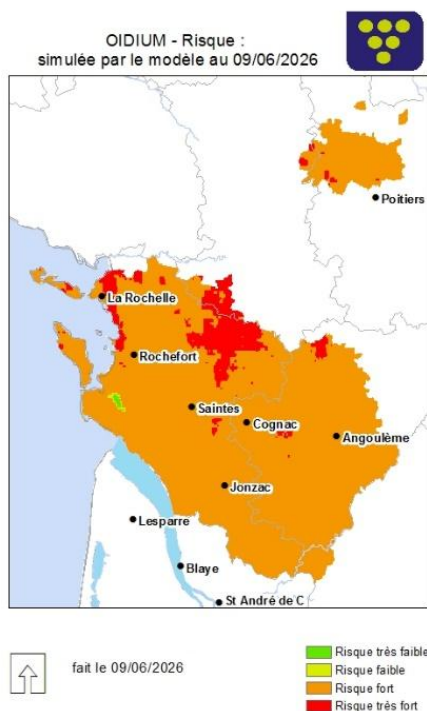 OIDIUM - Risque :
simulée par le modèle au 09/06/2026
Poitiers
La Rochelle
Rochefort
Saintes
Cognac
Angoulême
Jonzac
Lesparre
Blaye
St André de C
fait le 09/06/2026
Risque très faible
Risque faible
Risque fort
Risque très fort